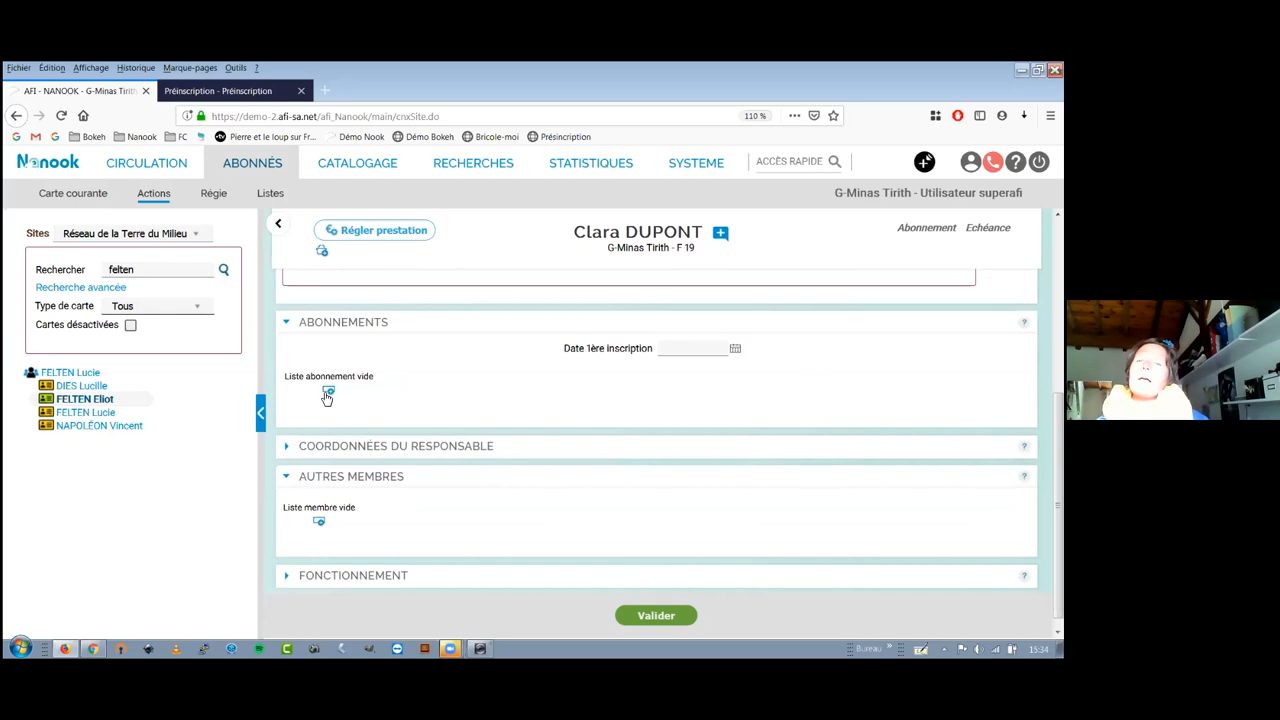 Fichier Édition Affichage Historique Marque-pages Outils ?
AFI - NANOOK - G-Minas Tirith
Préinscription - Préinscription
https://demo-2.afi-sa.net/afi_Nanook/main/cnxSite.do
110 %
Bokeh Nanook FC Pierre et le loup sur Fr... Démo Nook Démo Bokeh Bricole-moi Présinscription
Nanook CIRCULATION ABONNÉS CATALOGAGE RECHERCHES STATISTIQUES SYSTEME ACCÈS RAPIDE
Carte courante Actions Régie Listes G-Minas Tirith - Utilisateur superafi
Sites Réseau de la Terre du Milieu
Rechercher felten
Recherche avancée
Type de carte Tous
Cartes désactivées
FELTEN Lucie
DIES Lucille
FELTEN Eliot
FELTEN Lucie
NAPOLÉON Vincent
Régler prestation
Clara DUPONT
G-Minas Tirith - F 19
Abonnement Echéance
ABONNEMENTS ?
Date 1ère inscription
Liste abonnement vide
COORDONNÉES DU RESPONSABLE ?
AUTRES MEMBRES ?
Liste membre vide
FONCTIONNEMENT ?
Valider
Bureau » 15:34